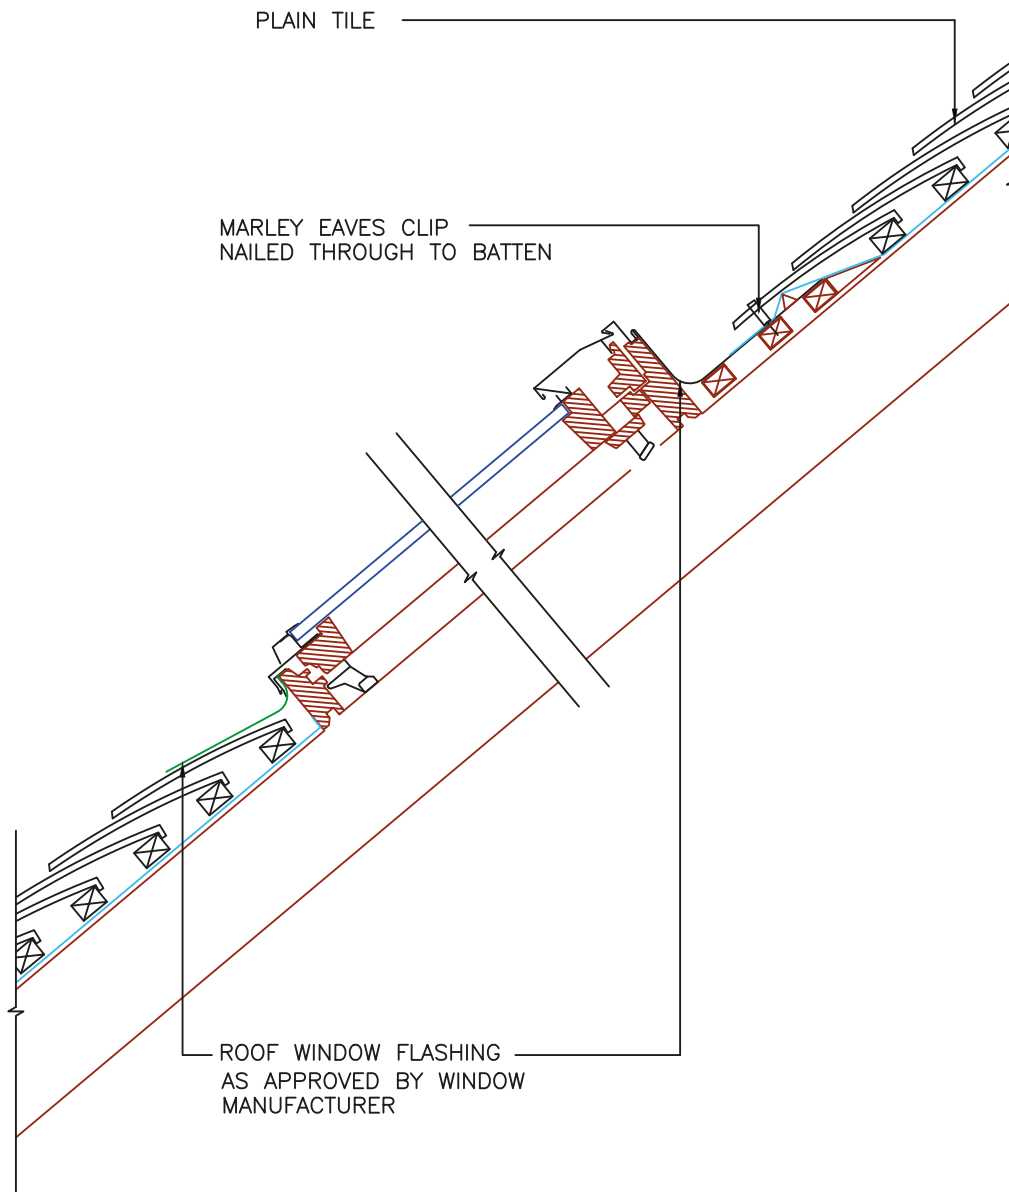 PLAIN TILE
MARLEY EAVES CLIP
NAILED THROUGH TO BATTEN
ROOF WINDOW FLASHING
AS APPROVED BY WINDOW
MANUFACTURER